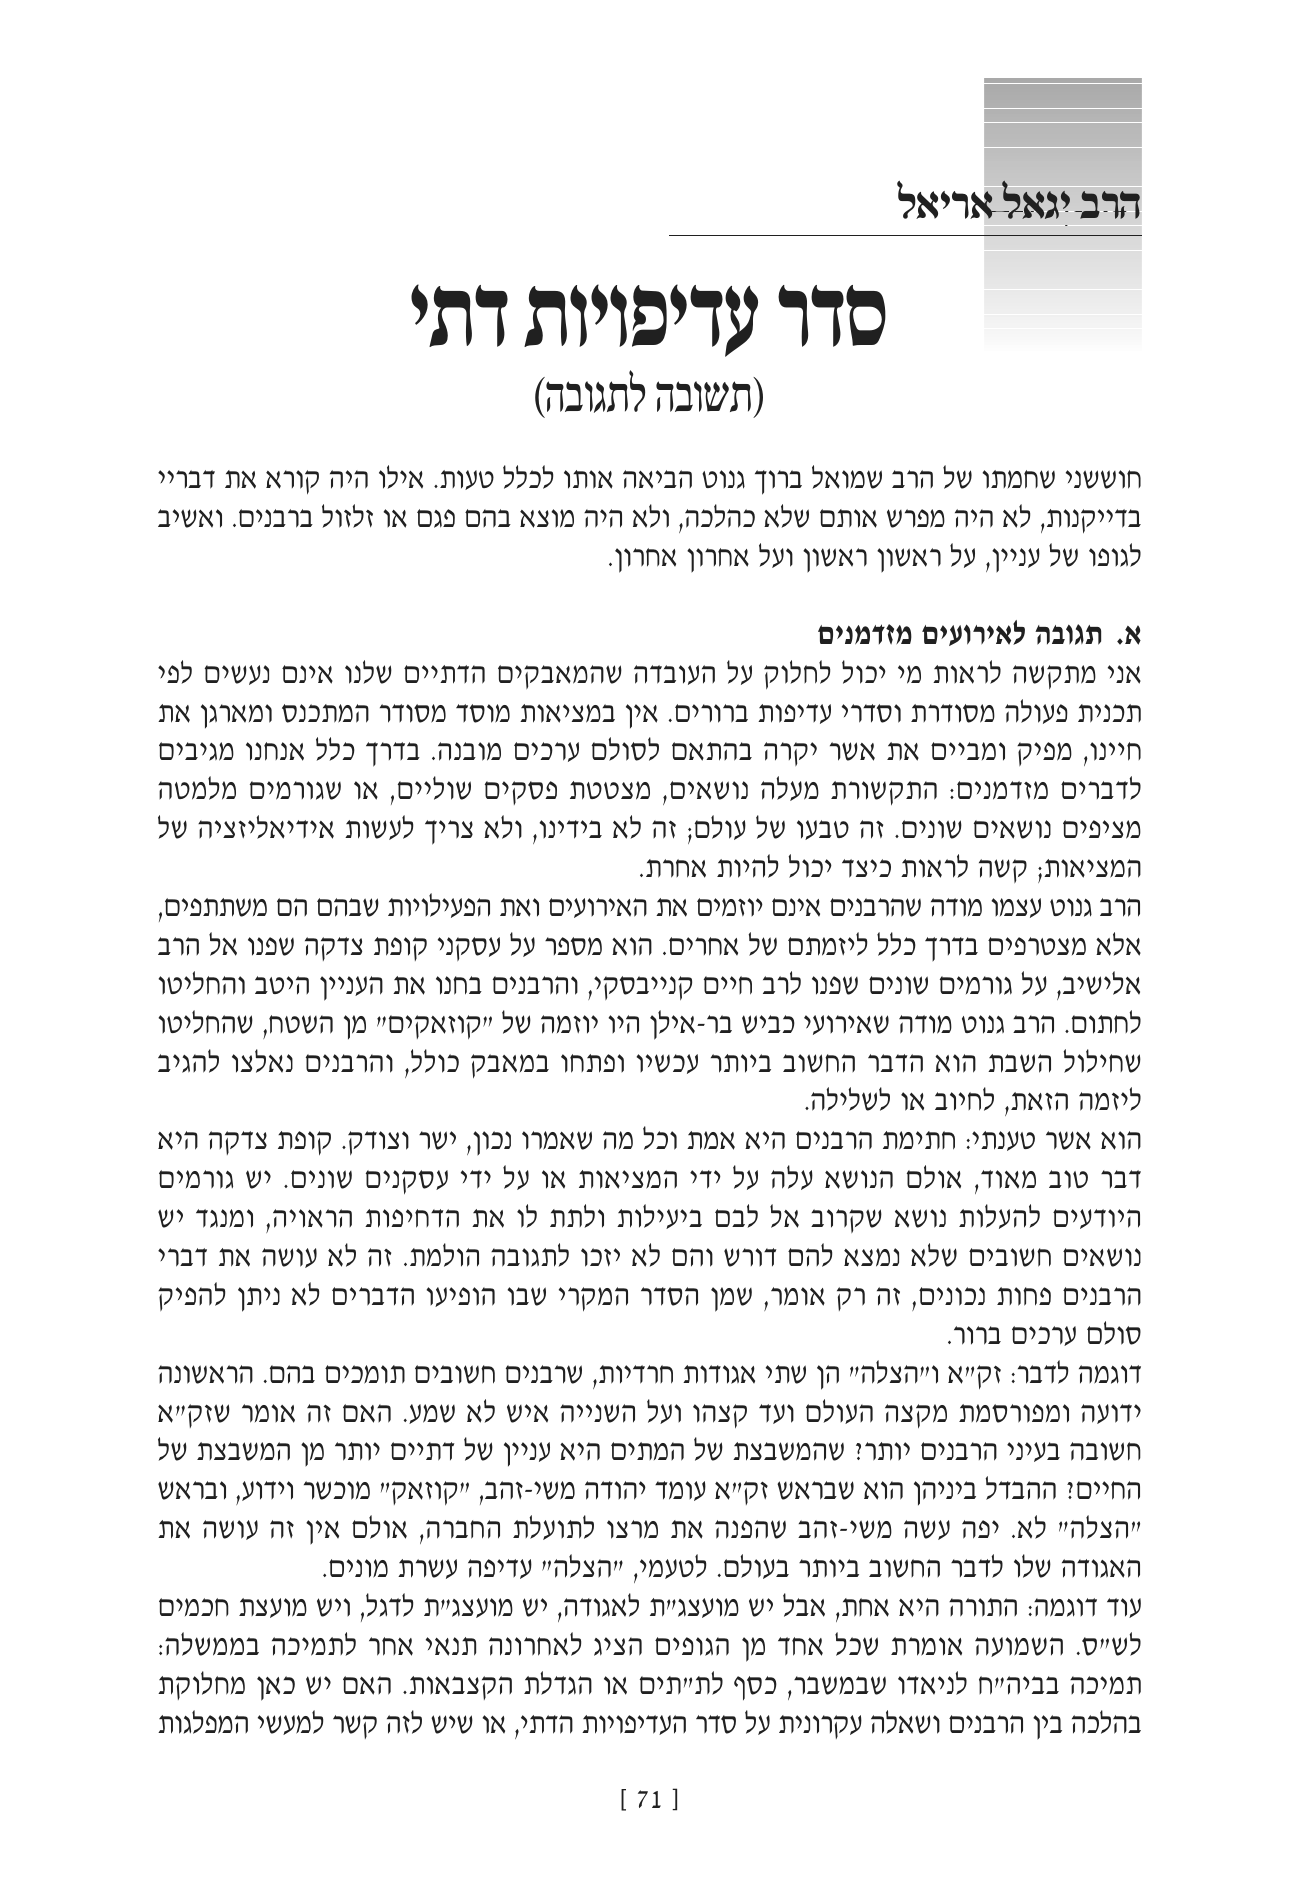 הרב יגאל אריאל
סדר עדיפויות דתי
(תשובה לתגובה)
חוששני שחמתו של הרב שמואל ברוך גנוט הביאה אותו לכלל טעות. אילו היה קורא את דבריי
בדייקנות, לא היה מפרש אותם שלא כהלכה, ולא היה מוצא בהם פגם או זלזול ברבנים. ואשיב
לגופו של עניין, על ראשון ראשון ועל אחרון אחרון.
א. תגובה לאירועים מזדמנים
אני מתקשה לראות מי יכול לחלוק על העובדה שהמאבקים הדתיים שלנו אינם נעשים לפי
תכנית פעולה מסודרת וסדרי עדיפות ברורים. אין במציאות מוסד מסודר המתכנס ומארגן את
חיינו, מפיק ומביים את אשר יקרה בהתאם לסולם ערכים מובנה. בדרך כלל אנחנו מגיבים
לדברים מזדמנים: התקשורת מעלה נושאים, מצטטת פסקים שוליים, או שגורמים מלמטה
מציפים נושאים שונים. זה טבעו של עולם; זה לא בידינו, ולא צריך לעשות אידיאליזציה של
המציאות; קשה לראות כיצד יכול להיות אחרת.
הרב גנוט עצמו מודה שהרבנים אינם יוזמים את האירועים ואת הפעילויות שבהם הם משתתפים,
אלא מצטרפים בדרך כלל ליזמתם של אחרים. הוא מספר על עסקני קופת צדקה שפנו אל הרב
אלישיב, על גורמים שונים שפנו לרב חיים קנייבסקי, והרבנים בחנו את העניין היטב והחליטו
לחתום. הרב גנוט מודה שאירועי כביש בר-אילן היו יוזמה של "קוזאקים" מן השטח, שהחליטו
שחילול השבת הוא הדבר החשוב ביותר עכשיו ופתחו במאבק כולל, והרבנים נאלצו להגיב
ליזמה הזאת, לחיוב או לשלילה.
הוא אשר טענתי: חתימת הרבנים היא אמת וכל מה שאמרו נכון, ישר וצודק. קופת צדקה היא
דבר טוב מאוד, אולם הנושא עלה על ידי המציאות או על ידי עסקנים שונים. יש גורמים
היודעים להעלות נושא שקרוב אל לבם ביעילות ולתת לו את הדחיפות הראויה, ומנגד יש
נושאים חשובים שלא נמצא להם דורש והם לא יזכו לתגובה הולמת. זה לא עושה את דברי
הרבנים פחות נכונים, זה רק אומר, שמן הסדר המקרי שבו הופיעו הדברים לא ניתן להפיק
סולם ערכים ברור.
דוגמה לדבר: זק"א ו"הצלה" הן שתי אגודות חרדיות, שרבנים חשובים תומכים בהם. הראשונה
ידועה ומפורסמת מקצה העולם ועד קצהו ועל השנייה איש לא שמע. האם זה אומר שזק"א
חשובה בעיני הרבנים יותר? שהמשבצת של המתים היא עניין של דתיים יותר מן המשבצת של
החיים? ההבדל ביניהן הוא שבראש זק"א עומד יהודה משי-זהב, "קוזאק" מוכשר וידוע, ובראש
"הצלה" לא. יפה עשה משי-זהב שהפנה את מרצו לתועלת החברה, אולם אין זה עושה את
האגודה שלו לדבר החשוב ביותר בעולם. לטעמי, "הצלה" עדיפה עשרת מונים.
עוד דוגמה: התורה היא אחת, אבל יש מועצג"ת לאגודה, יש מועצג"ת לדגל, ויש מועצת חכמים
לש"ס. השמועה אומרת שכל אחד מן הגופים הציג לאחרונה תנאי אחר לתמיכה בממשלה:
תמיכה בביה"ח לניאדו שבמשבר, כסף לת"תים או הגדלת הקצבאות. האם יש כאן מחלוקת
בהלכה בין הרבנים ושאלה עקרונית על סדר העדיפויות הדתי, או שיש לזה קשר למעשי המפלגות
[ 71 ]